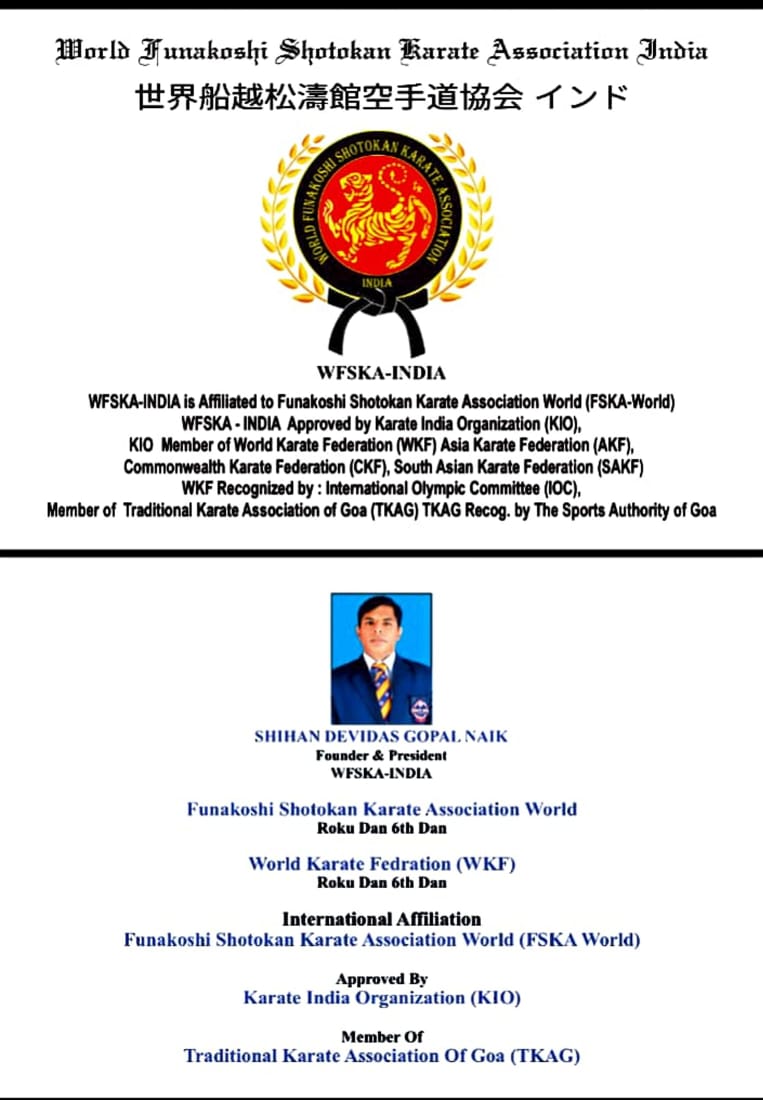 World Funakoshi Shotokan Karate Association India
世界船越松濤館空手道協会 インド
WORLD FUNAKOSHI SHOTOKAN KARATE ASSOCIATION
INDIA
WFSKA-INDIA
WFSKA-INDIA is Affiliated to Funakoshi Shotokan Karate Association World (FSKA-World)
WFSKA - INDIA Approved by Karate India Organization (KIO),
KIO Member of World Karate Federation (WKF) Asia Karate Federation (AKF),
Commonwealth Karate Federation (CKF), South Asian Karate Federation (SAKF)
WKF Recognized by : International Olympic Committee (IOC),
Member of Traditional Karate Association of Goa (TKAG) TKAG Recog. by The Sports Authority of Goa
SHIHAN DEVIDAS GOPAL NAIK
Founder & President
WFSKA-INDIA
Funakoshi Shotokan Karate Association World
Roku Dan 6th Dan
World Karate Fedration (WKF)
Roku Dan 6th Dan
International Affiliation
Funakoshi Shotokan Karate Association World (FSKA World)
Approved By
Karate India Organization (KIO)
Member Of
Traditional Karate Association Of Goa (TKAG)